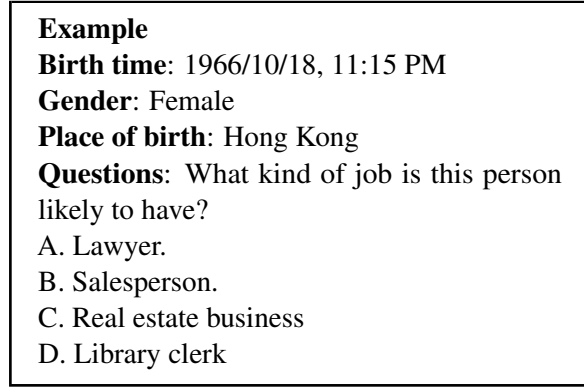 Example
Birth time: 1966/10/18, 11:15 PM
Gender: Female
Place of birth: Hong Kong
Questions: What kind of job is this person
likely to have?
A. Lawyer.
B. Salesperson.
C. Real estate business
D. Library clerk